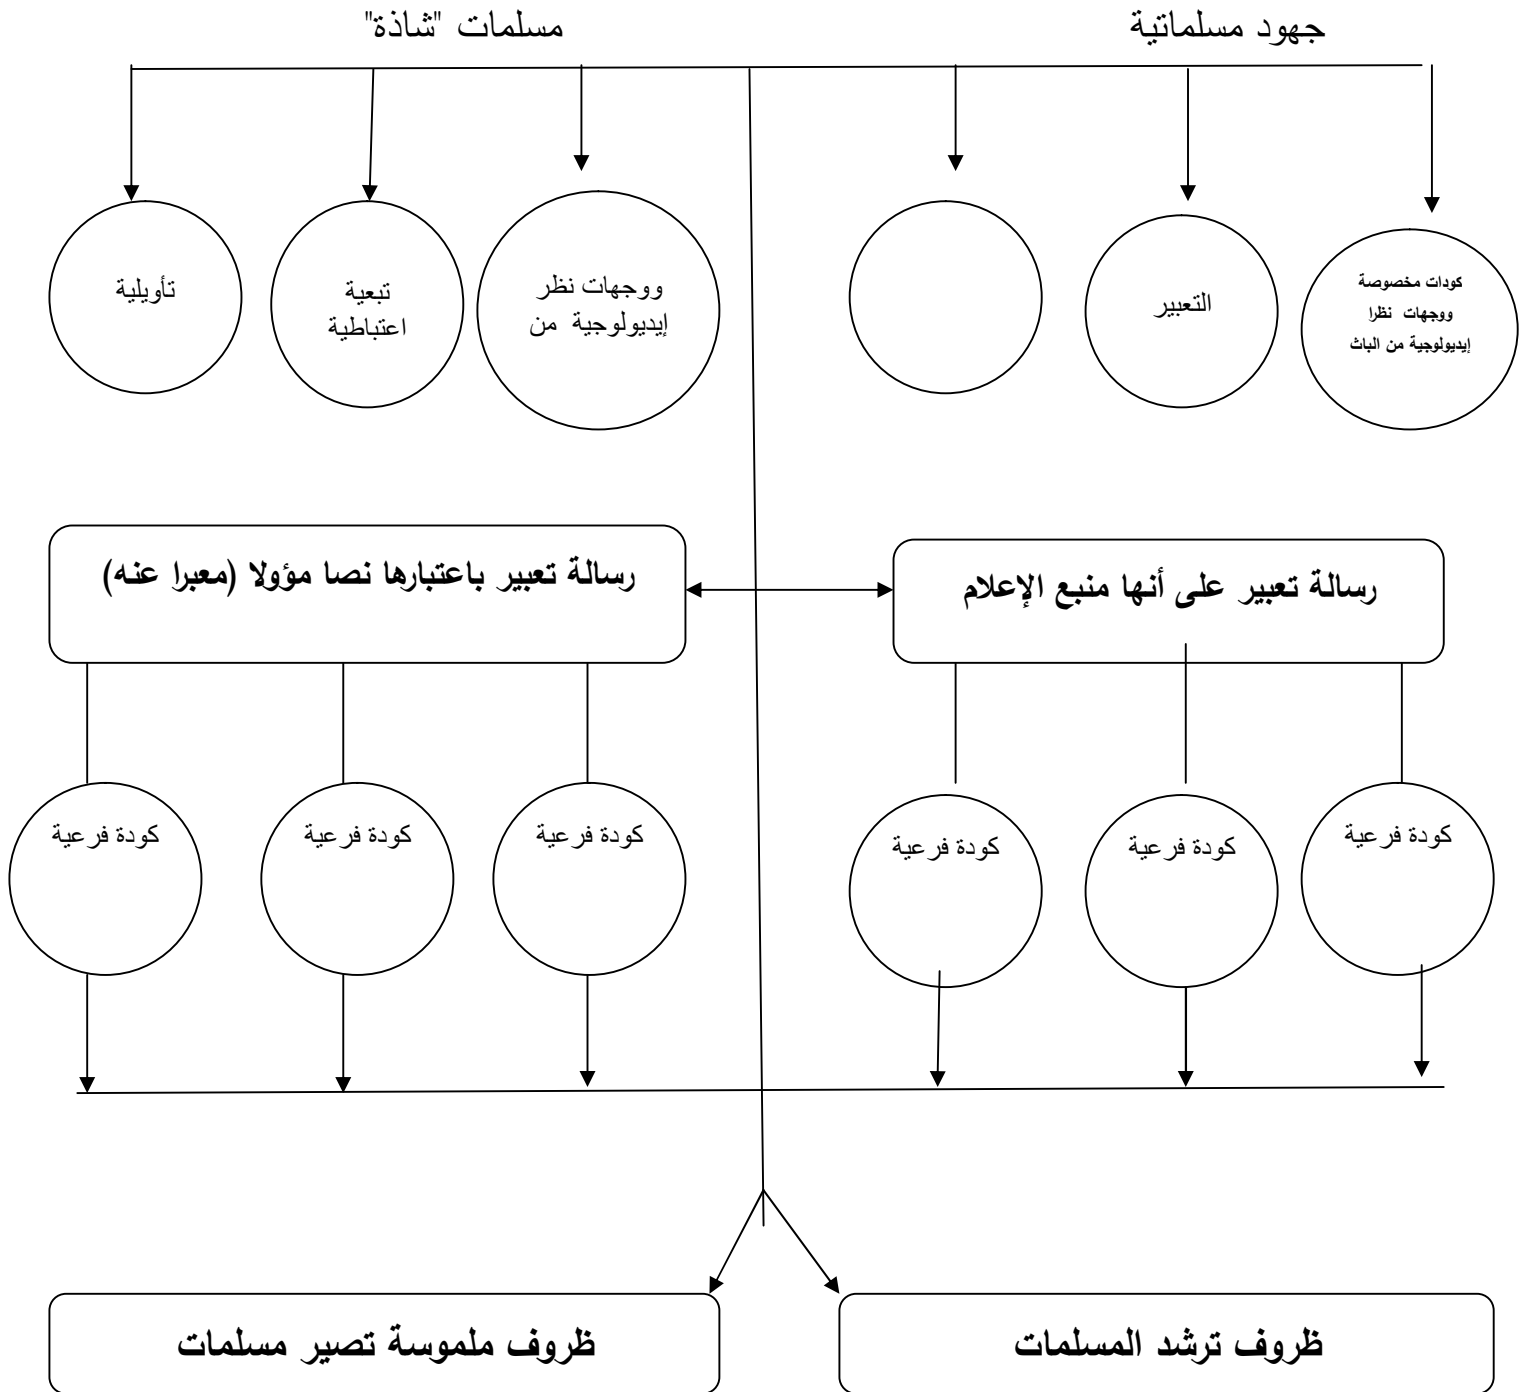 جهود مسلماتية
مسلمات "شاذة"
كودات مخصوصة
ووجهات نظرا
إيديولوجية من الباث
التعبير
ووجهات نظر
إيديولوجية من
تبعية
اعتباطية
تأويلية
رسالة تعبير على أنها منبع الإعلام
رسالة تعبير باعتبارها نصا مؤولا (معبرا عنه)
كودة فرعية
كودة فرعية
كودة فرعية
كودة فرعية
كودة فرعية
كودة فرعية
ظروف ترشد المسلمات
ظروف ملموسة تصير مسلمات